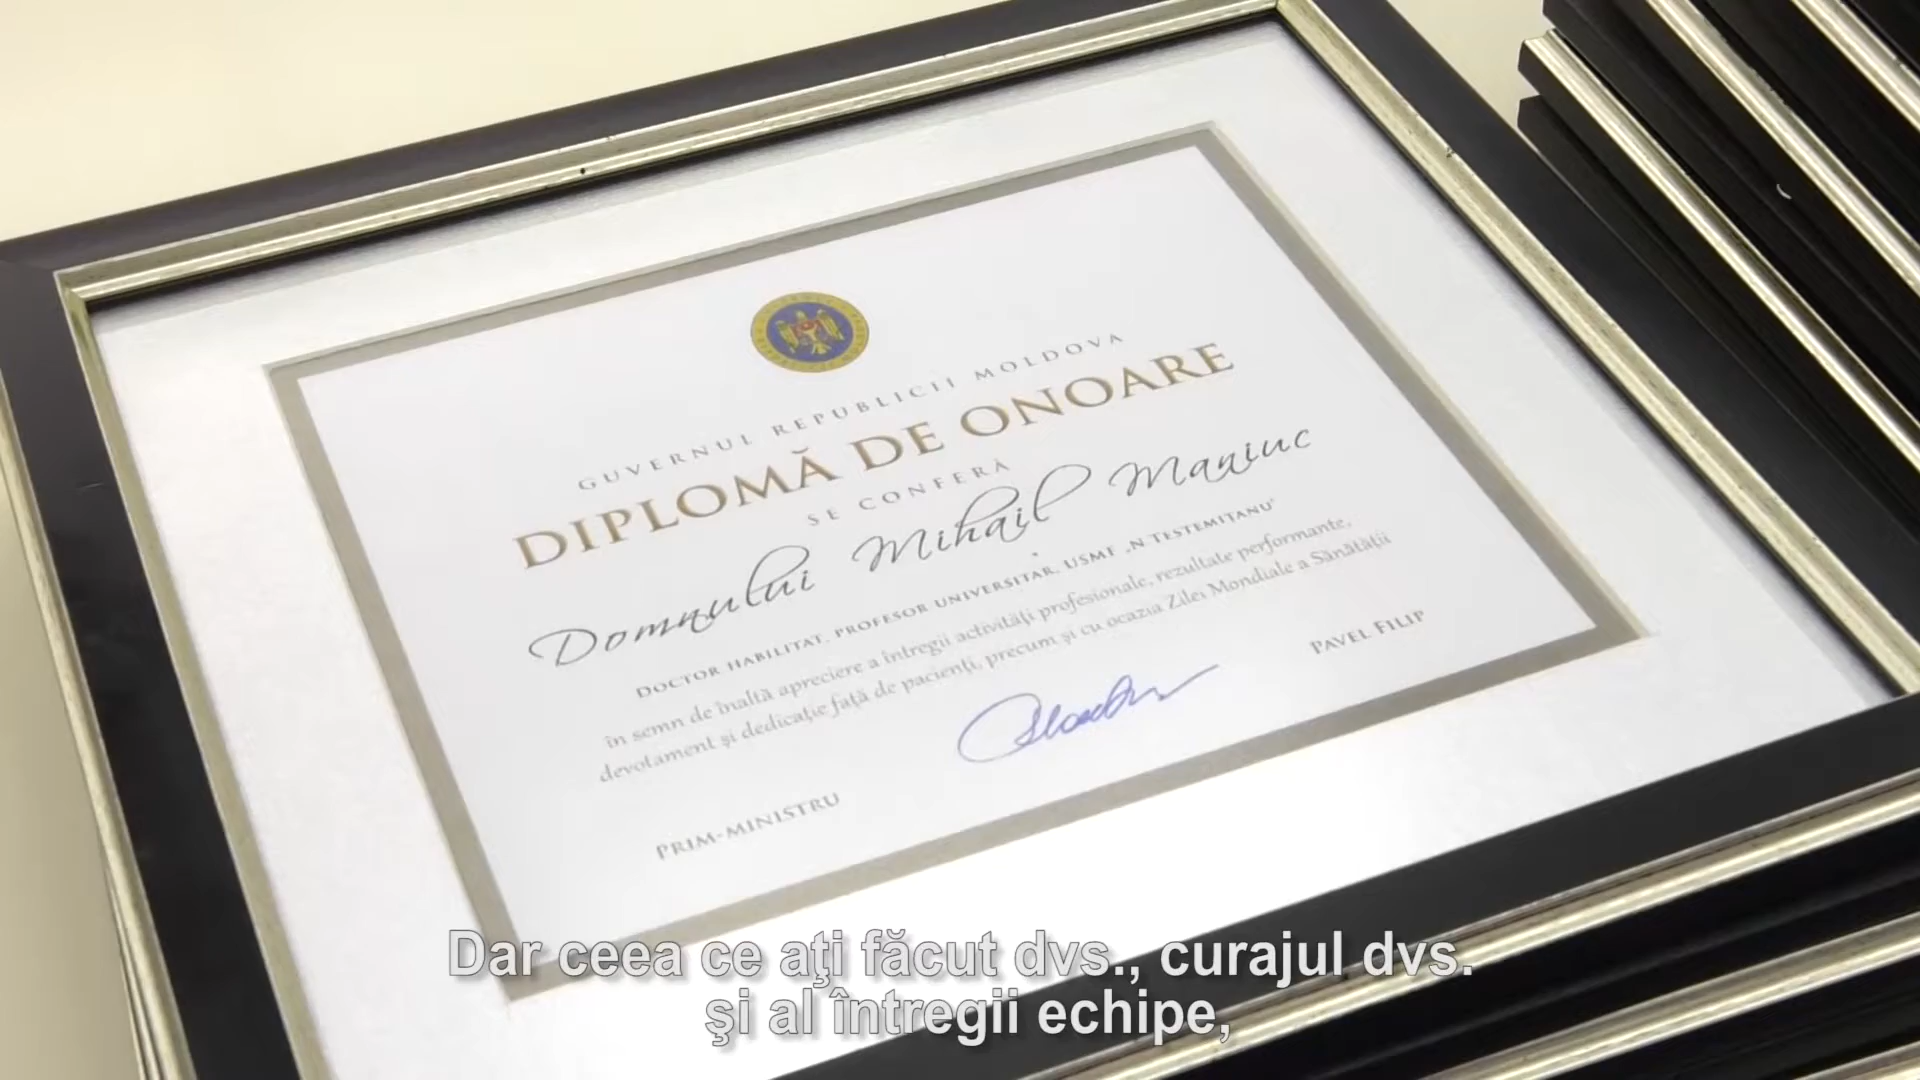 GUVERNUL REPUBLICII MOLDOVA
DIPLOMĂ DE ONOARE
SE CONFERĂ
Domnului Mihail Maniuc
DOCTOR HABILITAT, PROFESOR UNIVERSITAR, USMF „N TESTEMIȚANU"
în semn de înaltă apreciere a întregii activități profesionale, rezultate performante,
devotament și dedicație față de pacienți, precum și cu ocazia Zilei Mondiale a Sănătății
PRIM-MINISTRU
PAVEL FILIP
Dar ceea ce aţi făcut dvs., curajul dvs.
şi al întregii echipe,